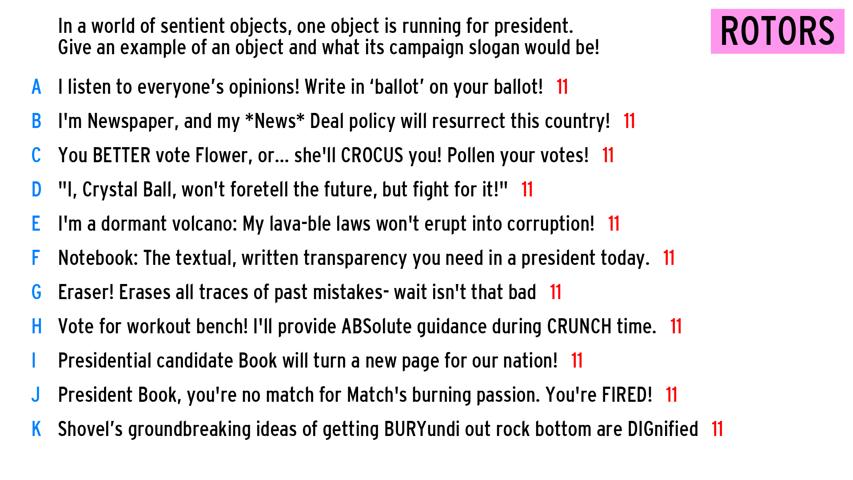 In a world of sentient objects, one object is running for president.
Give an example of an object and what its campaign slogan would be!
ROTORS
A I listen to everyone’s opinions! Write in ‘ballot’ on your ballot! 11
B I'm Newspaper, and my *News* Deal policy will resurrect this country! 11
C You BETTER vote Flower, or... she'll CROCUS you! Pollen your votes! 11
D "I, Crystal Ball, won't foretell the future, but fight for it!" 11
E I'm a dormant volcano: My lava-ble laws won't erupt into corruption! 11
F Notebook: The textual, written transparency you need in a president today. 11
G Eraser! Erases all traces of past mistakes- wait isn't that bad 11
H Vote for workout bench! I'll provide ABSolute guidance during CRUNCH time. 11
I Presidential candidate Book will turn a new page for our nation! 11
J President Book, you're no match for Match's burning passion. You're FIRED! 11
K Shovel’s groundbreaking ideas of getting BURYundi out rock bottom are DIGnified 11